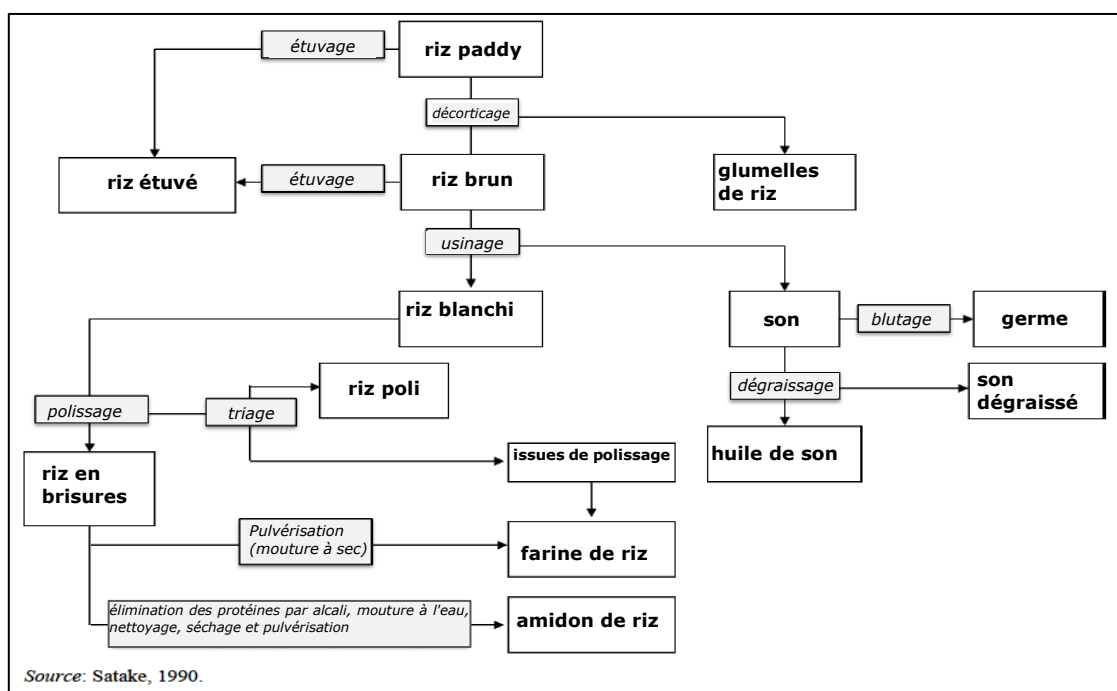 étuvage
riz paddy
décorticage
riz étuvé
étuvage
riz brun
glumelles
de riz
usinage
riz blanchi
son
blutage
germe
riz poli
dégraissage
son
dégraissé
polissage
triage
huile de son
issues de polissage
riz en
brisures
Pulvérisation
(mouture à sec)
farine de riz
élimination des protéines par alcali, mouture à l'eau,
nettoyage, séchage et pulvérisation
amidon de riz
Source: Satake, 1990.